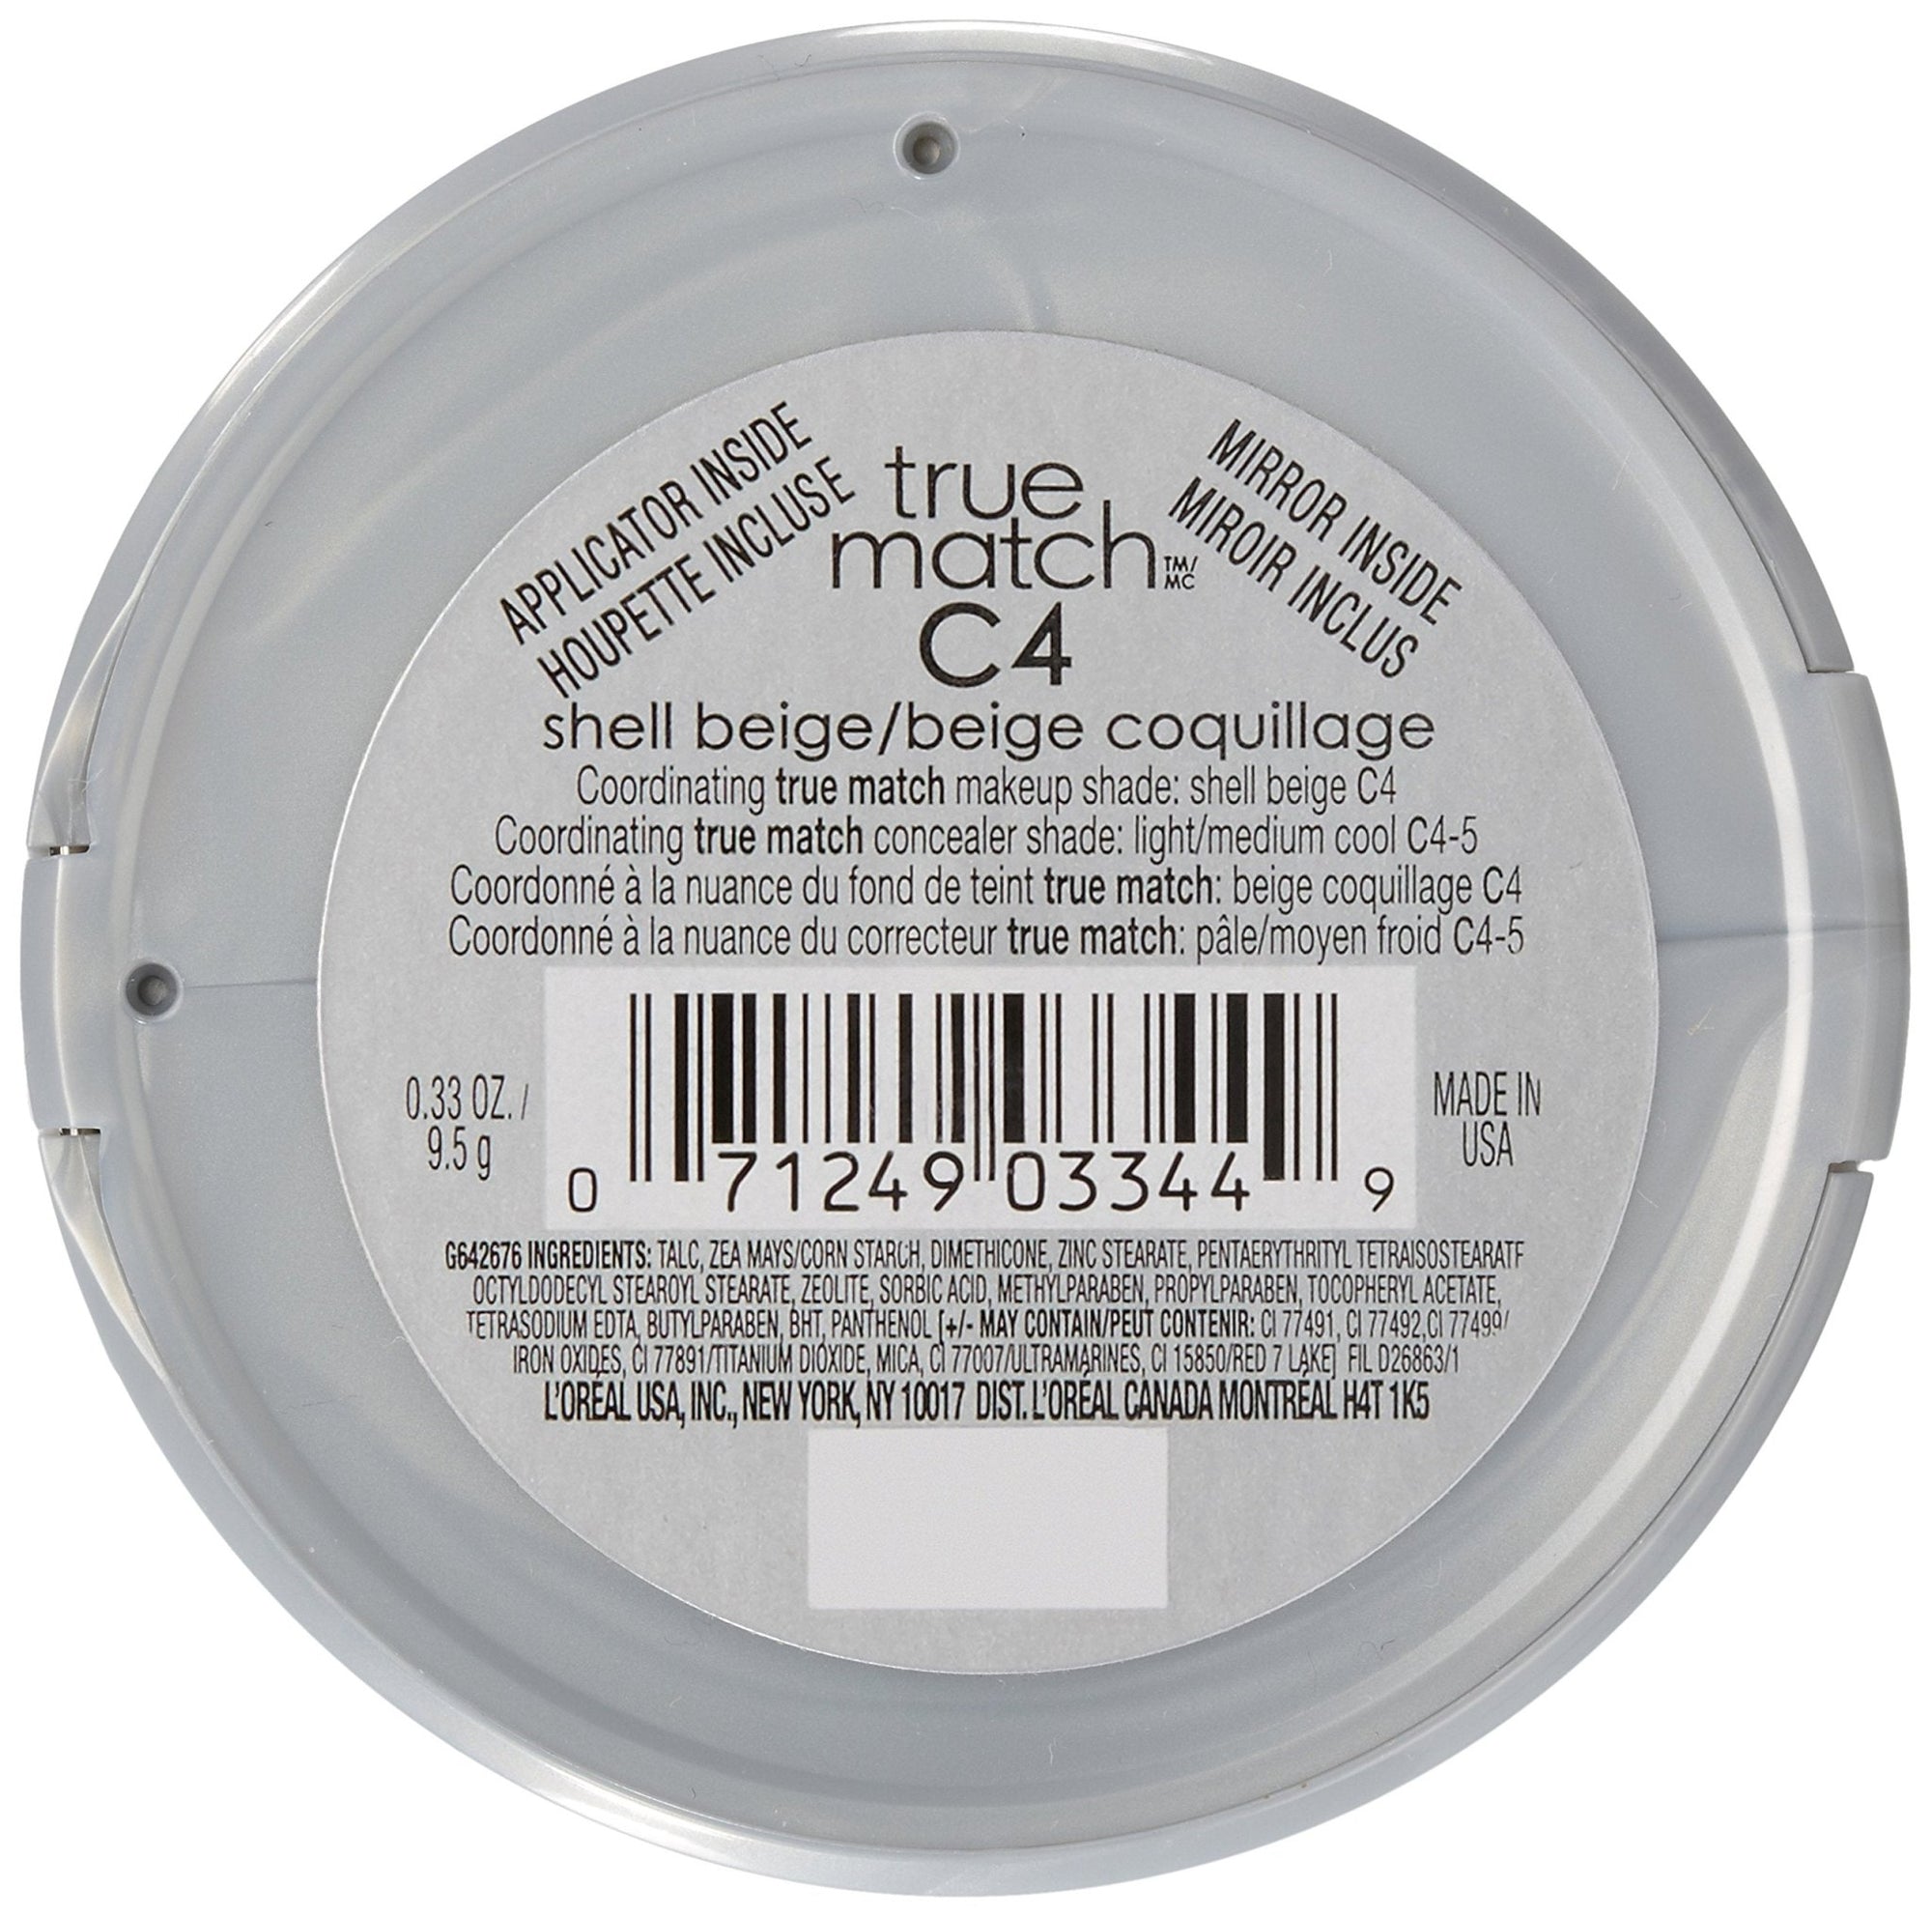 APPLICATOR INSIDE
HOUPETTE INCLUSE
true
match TM/
MC
MIRROR INSIDE
MIROIR INCLUS
C4
shell beige/beige coquillage
Coordinating true match makeup shade: shell beige C4
Coordinating true match concealer shade: light/medium cool C4-5
Coordonné à la nuance du fond de teint true match: beige coquillage C4
Coordonné à la nuance du correcteur true match: pâle/moyen froid C4-5
0.33 OZ. /
9.5 g
0 71249 03344 9
MADE IN
USA
G642676 INGREDIENTS: TALC, ZEA MAYS/CORN STARCH, DIMETHICONE, ZINC STEARATE, PENTAERYTHRITYL TETRAISOSTEARATE
OCTYLDODECYL STEAROYL STEARATE, ZEOLITE, SORBIC ACID, METHYLPARABEN, PROPYLPARABEN, TOCOPHERYL ACETATE,
TETRASODIUM EDTA, BUTYLPARABEN, BHT, PANTHENOL [+/- MAY CONTAIN/PEUT CONTENIR: CI 77491, CI 77492,CI 77499/
IRON OXIDES, CI 77891/TITANIUM DIOXIDE, MICA, CI 77007/ULTRAMARINES, CI 15850/RED 7 LAKE] FIL D26863/1
L'ORÉAL USA, INC., NEW YORK, NY 10017 DIST. L'ORÉAL CANADA MONTRÉAL H4T 1K5